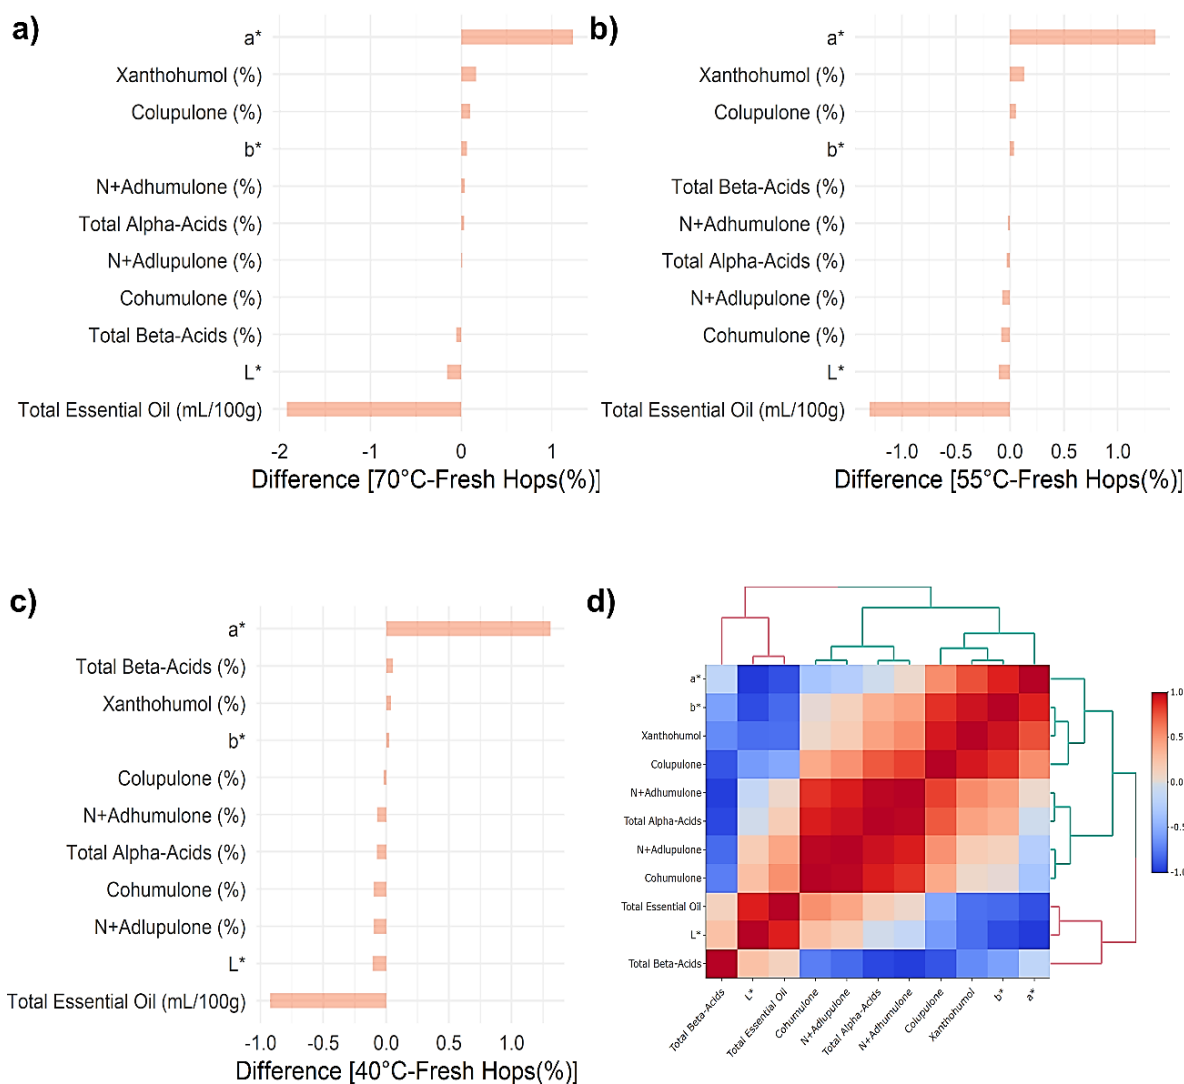 a)
a*
Xanthohumol (%)
Colupulone (%)
b*
N+Adhumulone (%)
Total Alpha-Acids (%)
N+Adlupulone (%)
Cohumulone (%)
Total Beta-Acids (%)
L*
Total Essential Oil (mL/100g)
-2 -1 0 1
Difference [70°C-Fresh Hops(%)]
b)
a*
Xanthohumol (%)
Colupulone (%)
b*
Total Beta-Acids (%)
N+Adhumulone (%)
Total Alpha-Acids (%)
N+Adlupulone (%)
Cohumulone (%)
L*
Total Essential Oil (mL/100g)
-1.0 -0.5 0.0 0.5 1.0
Difference [55°C-Fresh Hops(%)]
c)
a*
Total Beta-Acids (%)
Xanthohumol (%)
b*
Colupulone (%)
N+Adhumulone (%)
Total Alpha-Acids (%)
Cohumulone (%)
N+Adlupulone (%)
L*
Total Essential Oil (mL/100g)
-1.0 -0.5 0.0 0.5 1.0
Difference [40°C-Fresh Hops(%)]
d)
a*
b*
Xanthohumol
Colupulone
N+Adhumulone
Total Alpha-Acids
N+Adlupulone
Cohumulone
Total Essential Oil
L*
Total Beta-Acids
Total Beta-Acids
L*
Total Essential Oil
Cohumulone
N+Adlupulone
Total Alpha-Acids
N+Adhumulone
Colupulone
Xanthohumol
b*
a*
1.0
0.5
0.0
-0.5
-1.0